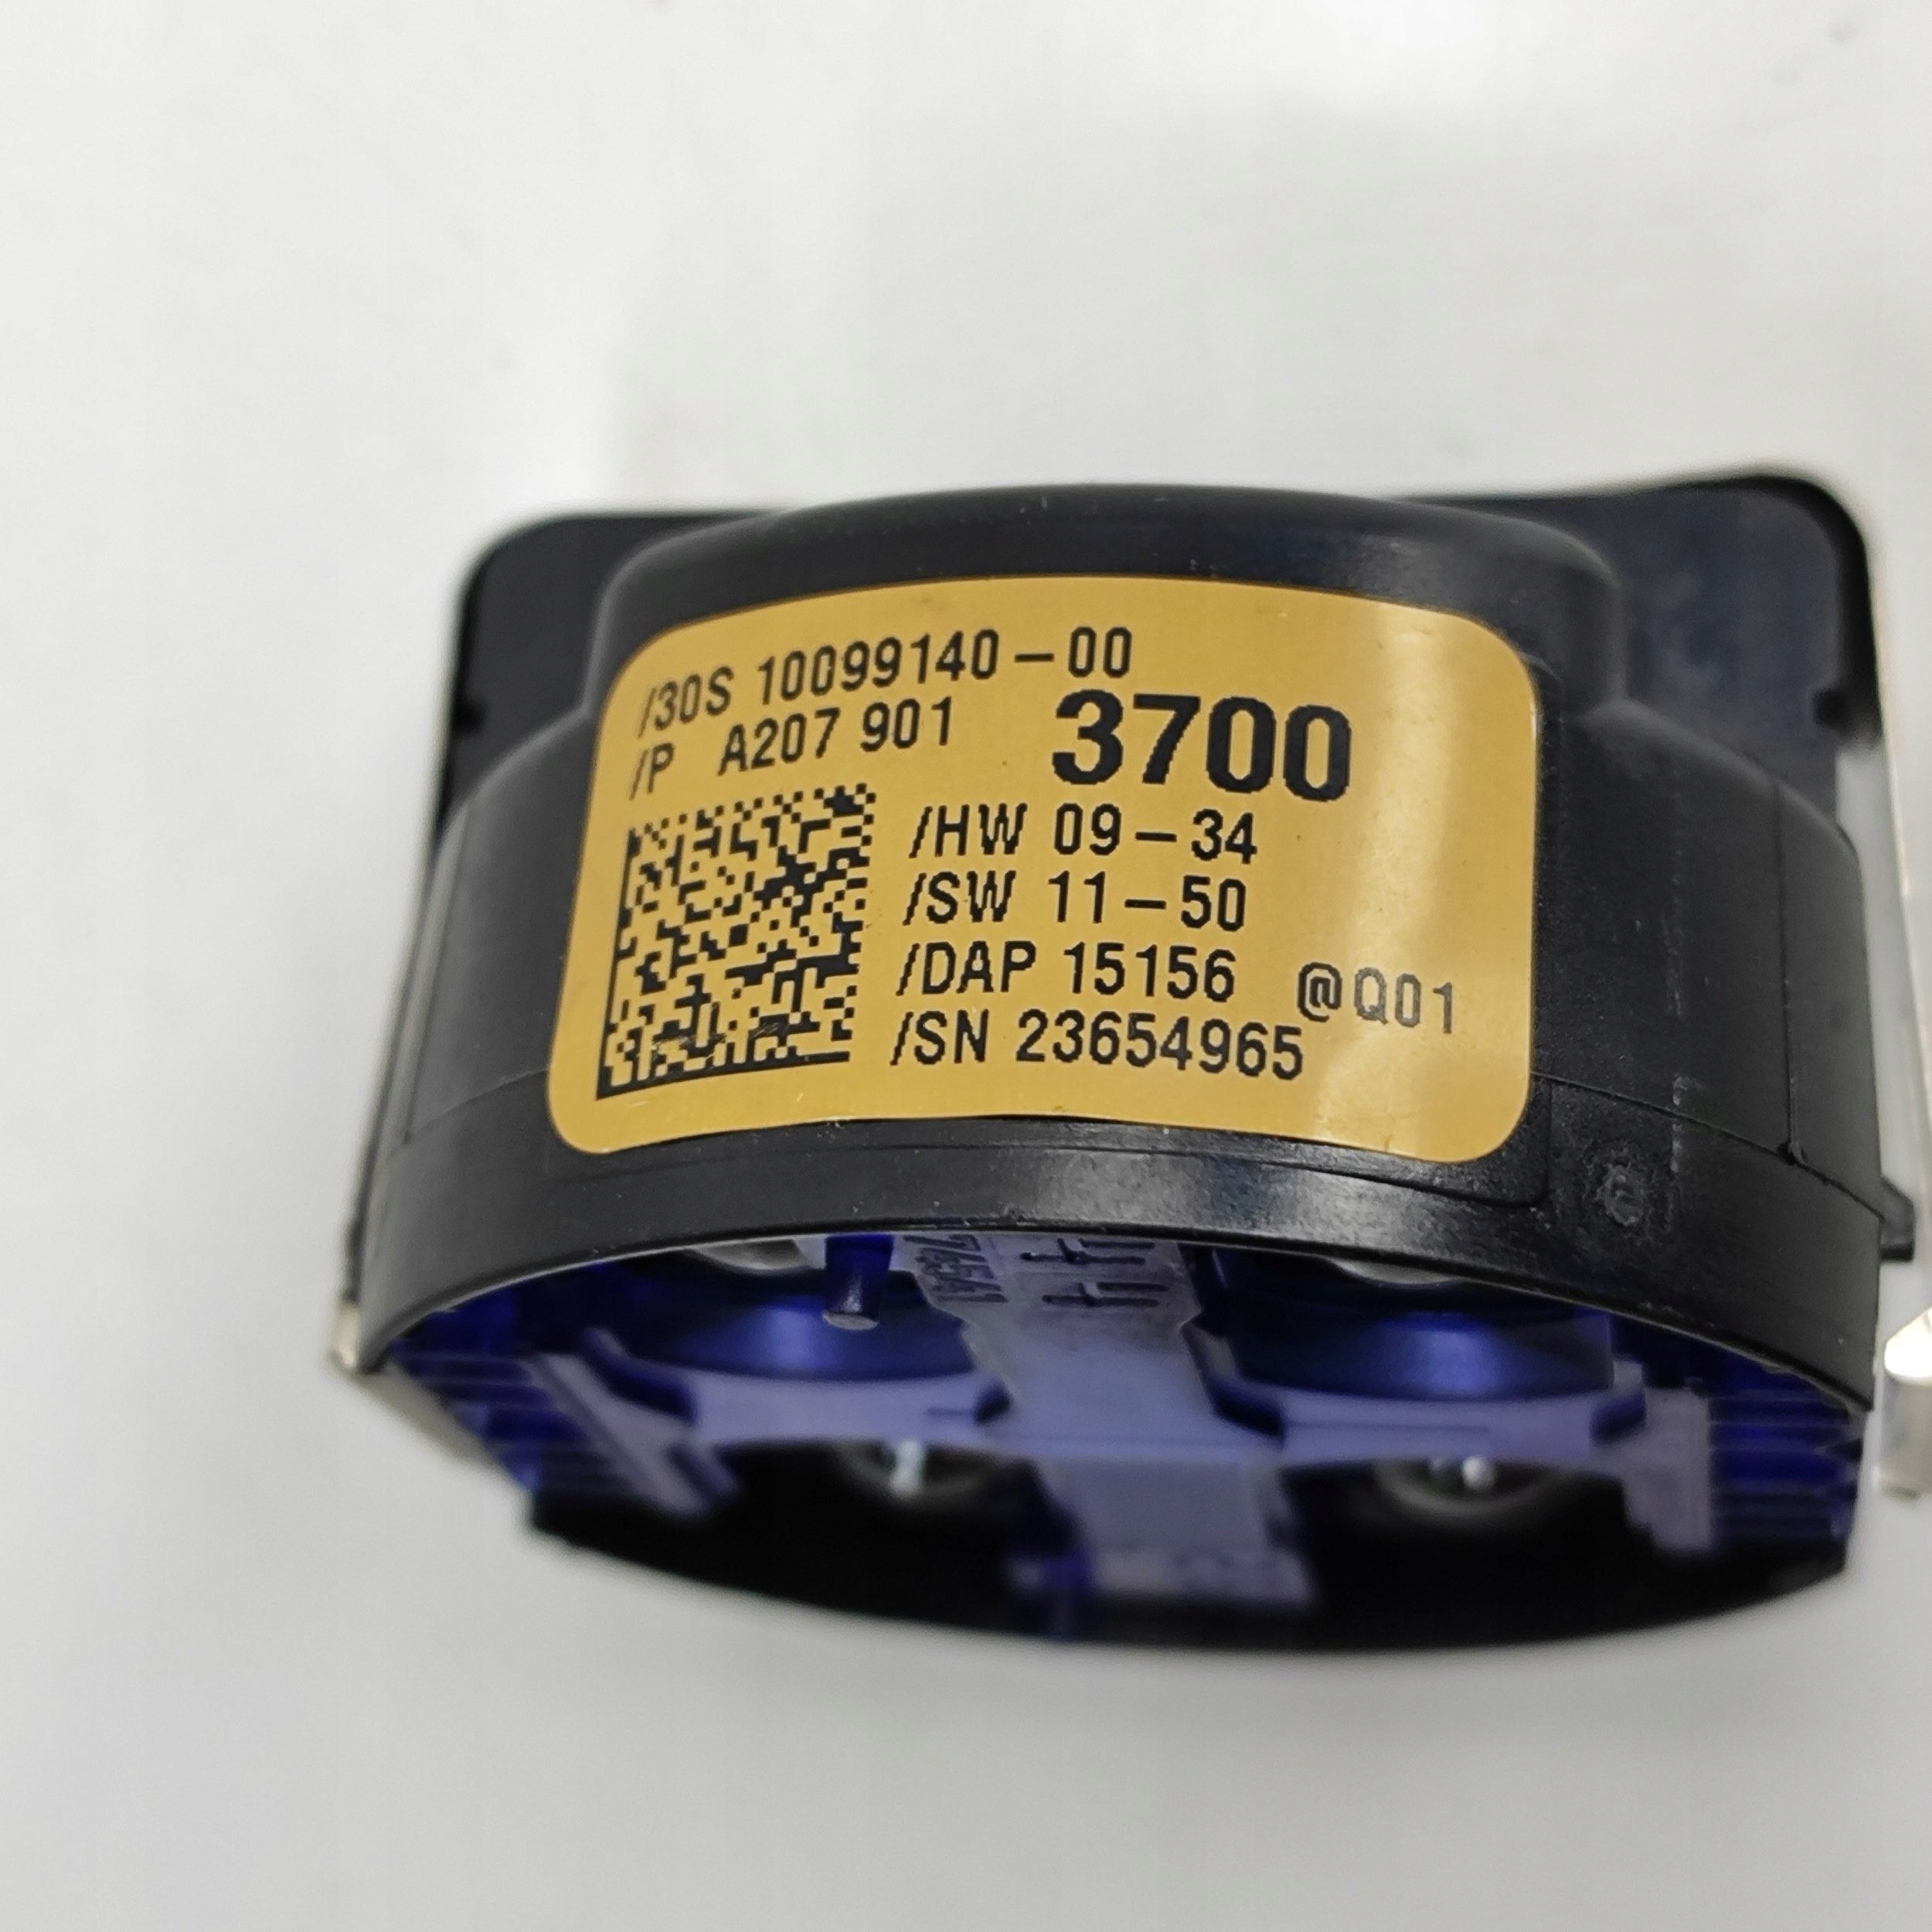 /30S 10099140-00
/P A207 901 3700
/HW 09-34
/SW 11-50
/DAP 15156 @Q01
/SN 23654965